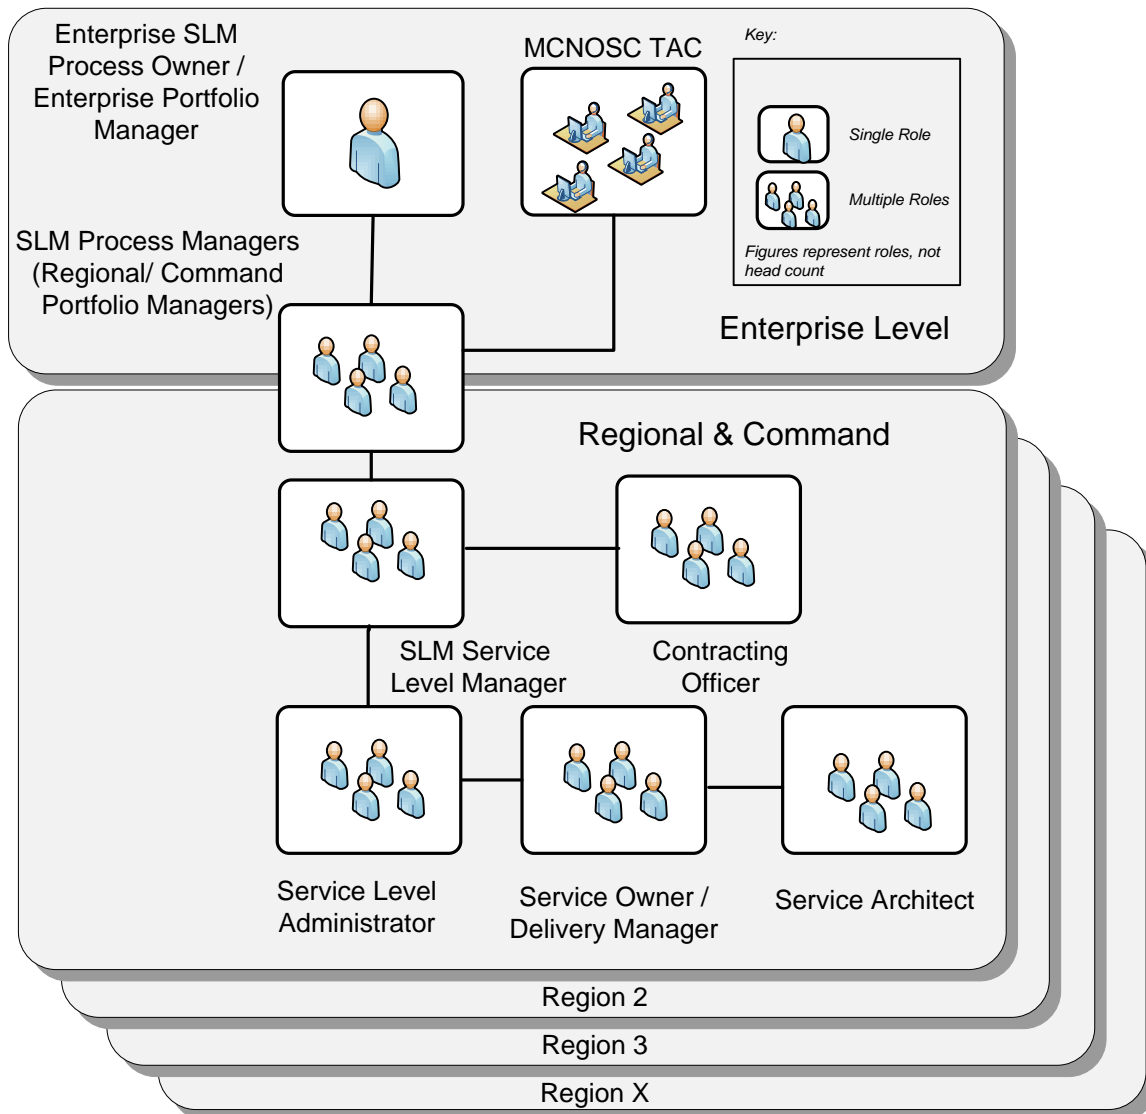 Enterprise SLM
Process Owner /
Enterprise Portfolio
Manager
MCNOSC TAC
Key:
Single Role
Multiple Roles
Figures represent roles, not
head count
SLM Process Managers
(Regional/ Command
Portfolio Managers)
Enterprise Level
Regional & Command
SLM Service
Level Manager
Contracting
Officer
Service Level
Administrator
Service Owner /
Delivery Manager
Service Architect
Region 2
Region 3
Region X